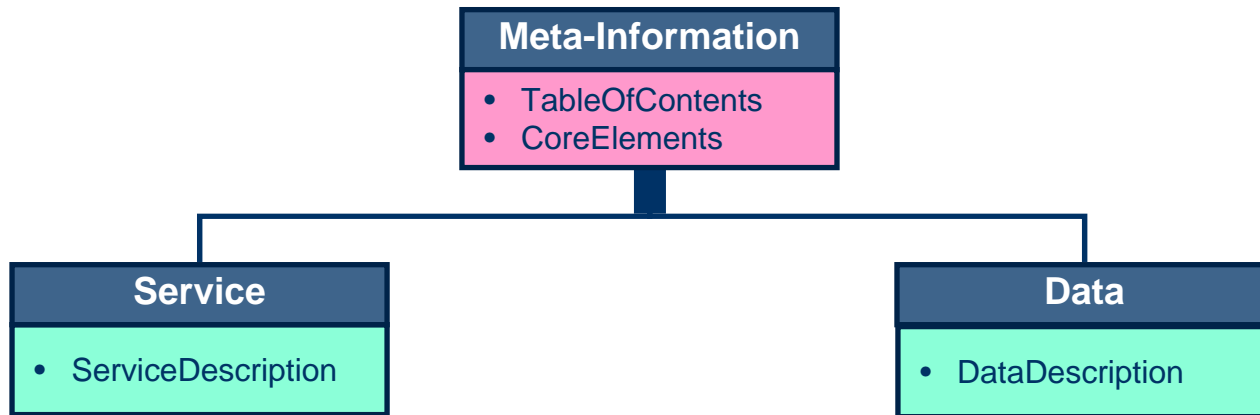 Meta-Information
• TableOfContents
• CoreElements
Service
• ServiceDescription
Data
• DataDescription